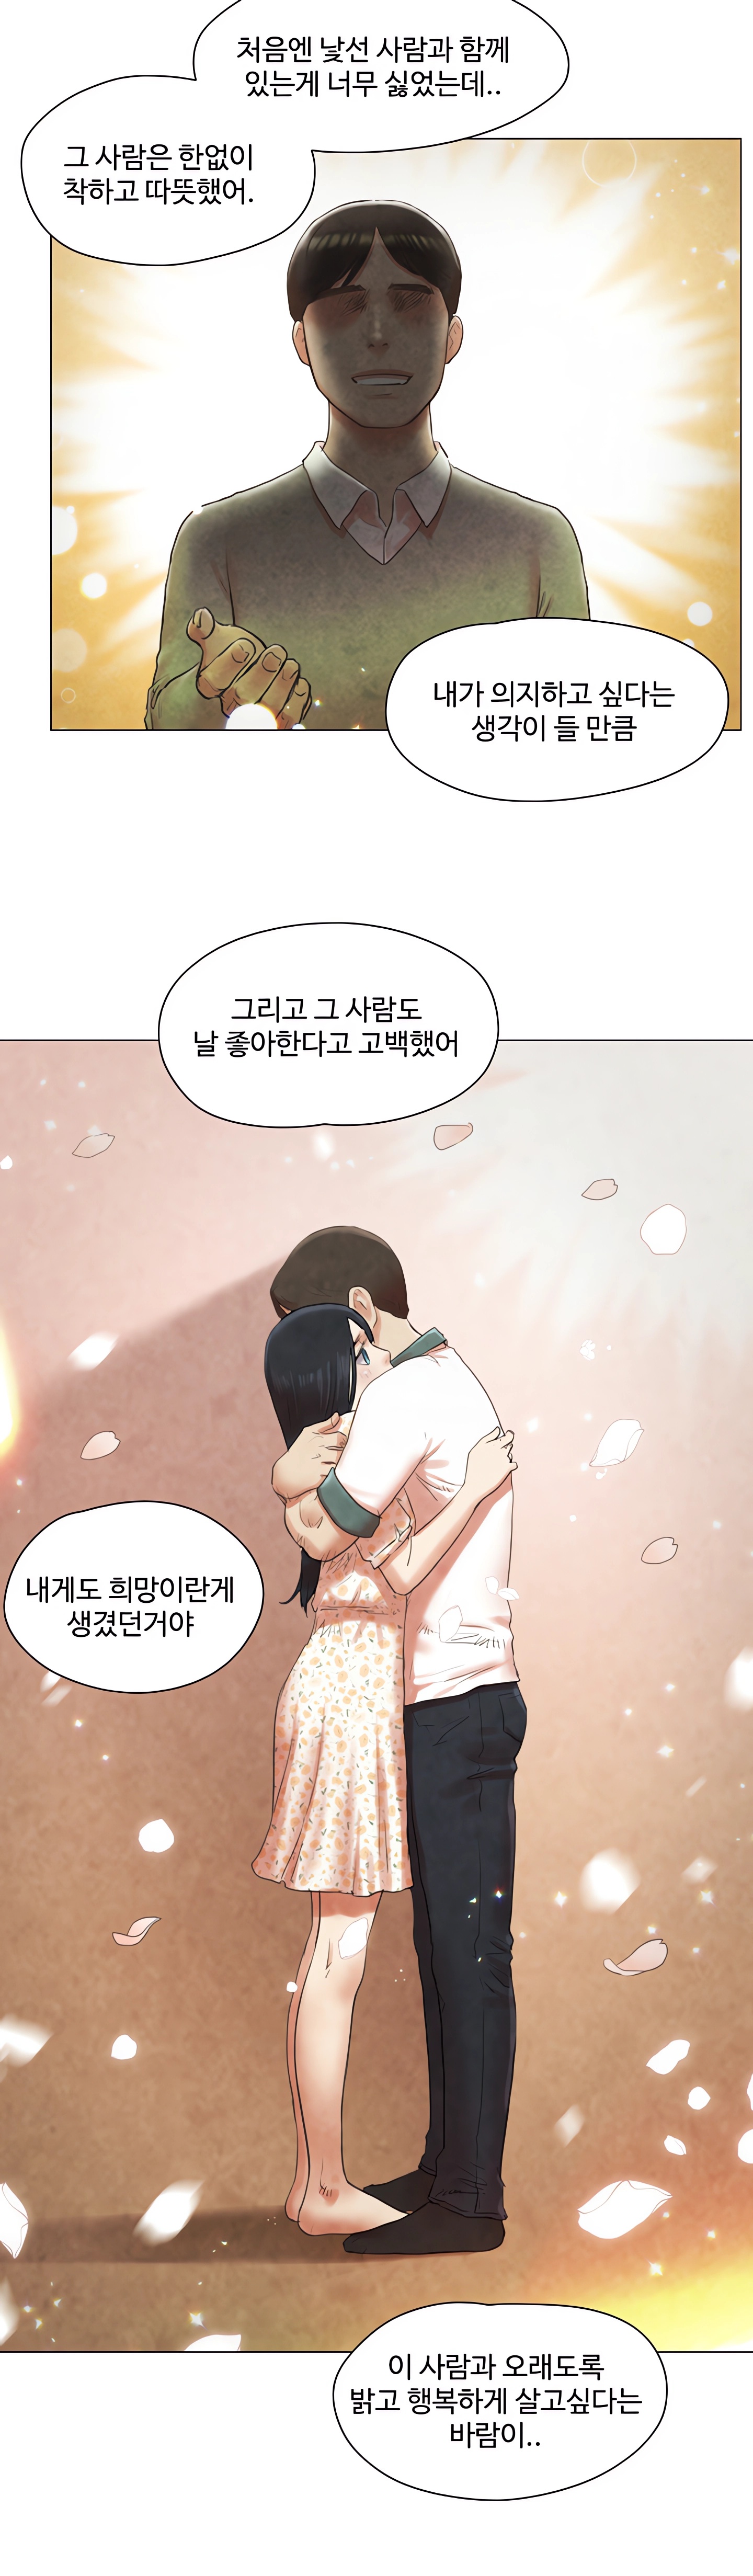 처음엔 낯선 사람과 함께
있는게 너무 싫었는데..
그 사람은 한없이
착하고 따뜻했어.
내가 의지하고 싶다는
생각이 들 만큼
그리고 그 사람도
날 좋아한다고 고백했어
내게도 희망이란게
생겼던거야
이 사람과 오래도록
밝고 행복하게 살고싶다는
바람이..